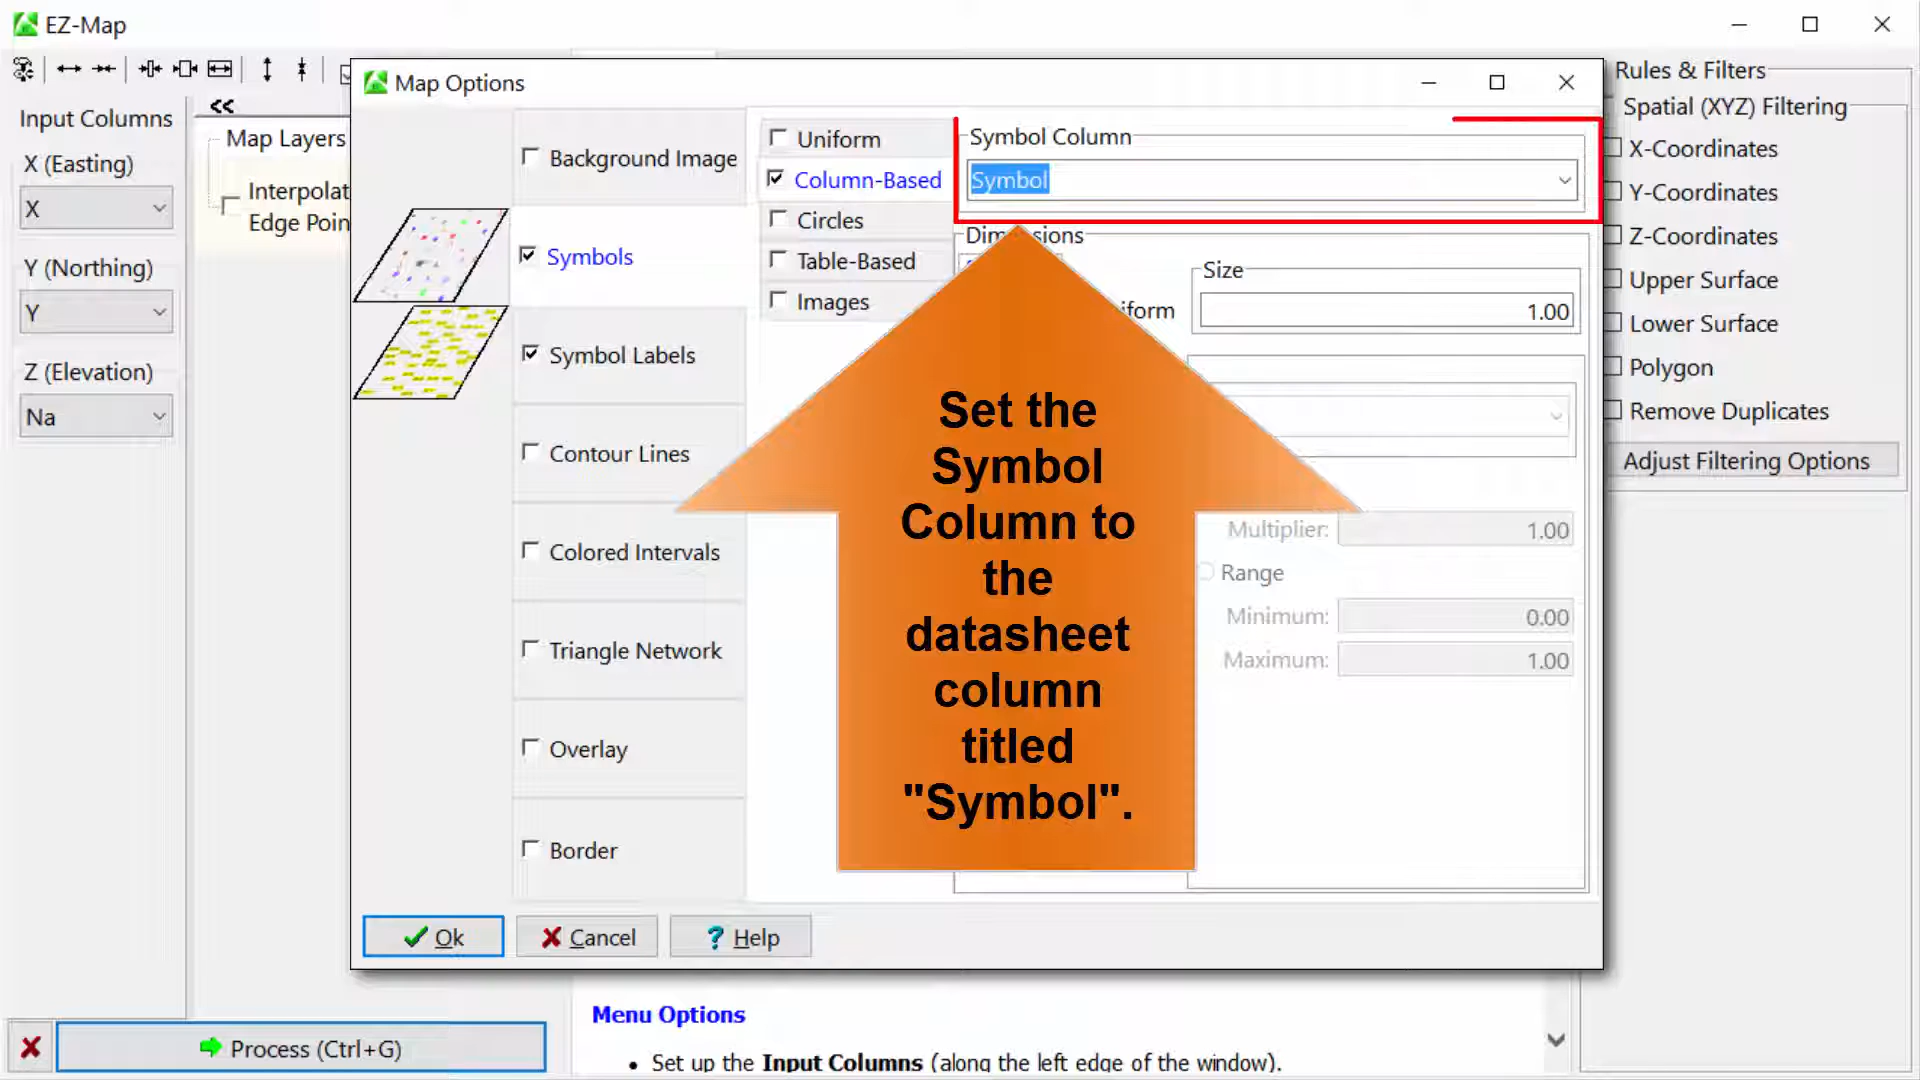 EZ-Map
Input Columns
X (Easting)
X
Y (Northing)
Y
Z (Elevation)
Na
<<
Map Layers
Interpolat
Edge Poin
Map Options
Background Image
Symbols
Symbol Labels
Contour Lines
Colored Intervals
Triangle Network
Overlay
Border
Uniform
Column-Based
Circles
Table-Based
Images
Symbol Column
Symbol
Size
1.00
Multiplier: 1.00
Range
Minimum: 0.00
Maximum: 1.00
Set the
Symbol
Column to
the
datasheet
column
titled
"Symbol".
Ok
Cancel
? Help
Rules & Filters
Spatial (XYZ) Filtering
X-Coordinates
Y-Coordinates
Z-Coordinates
Upper Surface
Lower Surface
Polygon
Remove Duplicates
Adjust Filtering Options
Process (Ctrl+G)
Menu Options
• Set up the Input Columns (along the left edge of the window).